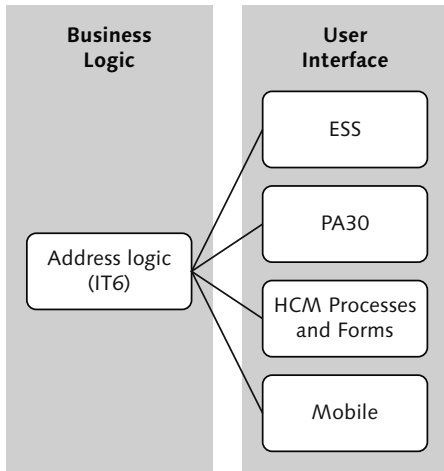 Business
Logic
User
Interface
ESS
PA30
Address logic
(IT6)
HCM Processes
and Forms
Mobile